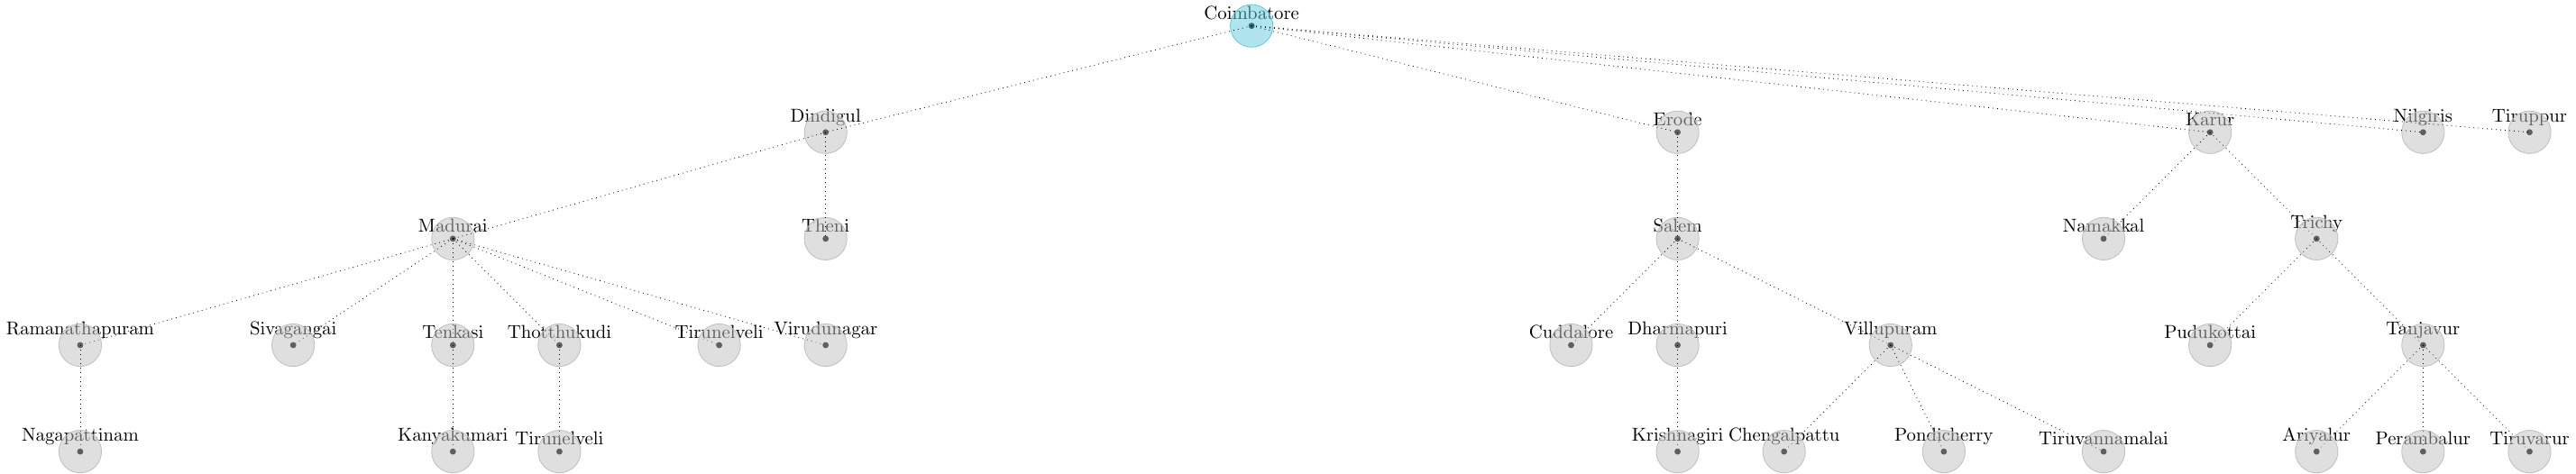 Coimbatore
Dindigul
Erode
Karur
Nilgiris
Tiruppur
Madurai
Theni
Salem
Namakkal
Trichy
Ramanathapuram
Sivagangai
Tenkasi
Thotthukudi
Tirunelveli
Virudunagar
Cuddalore
Dharmapuri
Villupuram
Pudukottai
Tanjavur
Nagapattinam
Kanyakumari
Tirunelveli
Krishnagiri
Chengalpattu
Pondicherry
Tiruvannamalai
Ariyalur
Perambalur
Tiruvarur